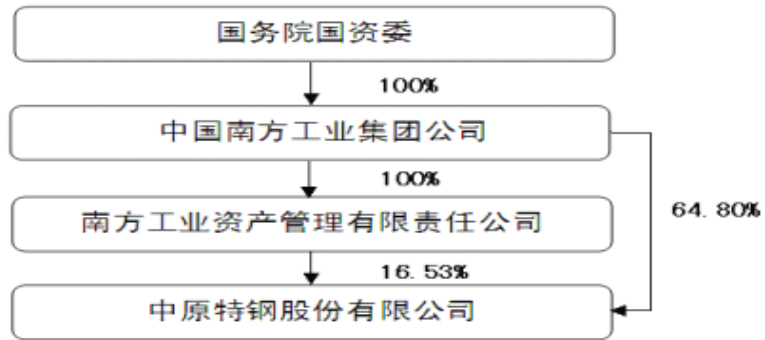 国务院国资委
100%
中国南方工业集团公司
100%
南方工业资产管理有限责任公司
64.80%
16.53%
中原特钢股份有限公司